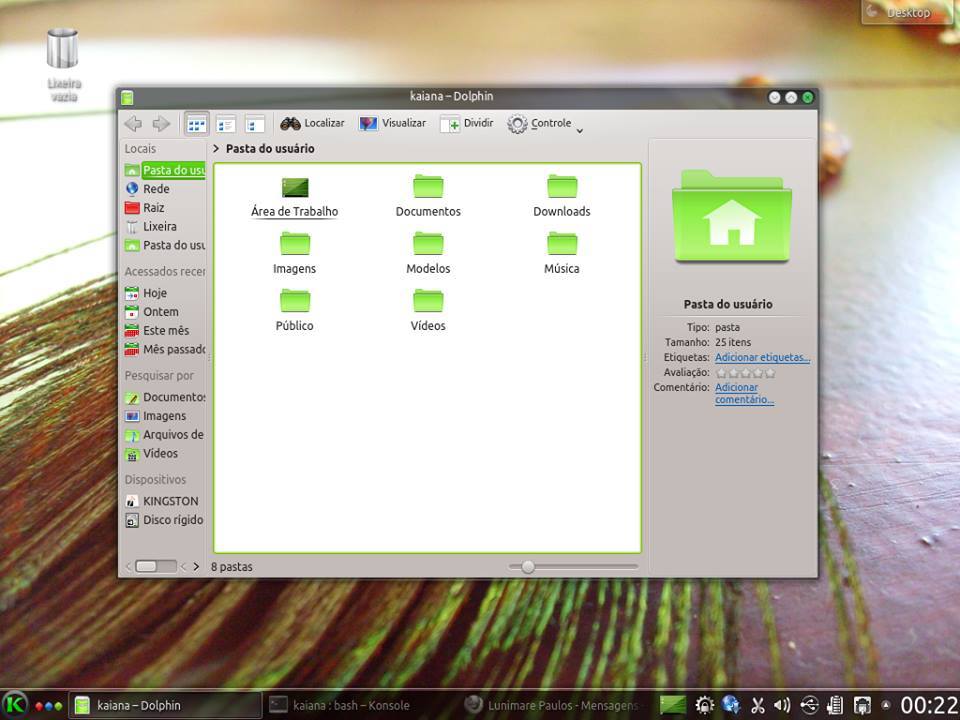 Desktop
Lixeira
vazia
kaiana – Dolphin
Localizar
Visualizar
Dividir
Controle
Locais
Pasta do usu
Rede
Raiz
Lixeira
Pasta do usu
Acessados recen
Hoje
Ontem
Este mês
Mês passado
Pesquisar por
Documentos
Imagens
Arquivos de
Vídeos
Dispositivos
KINGSTON
Disco rígido
> Pasta do usuário
Área de Trabalho
Documentos
Downloads
Imagens
Modelos
Música
Público
Vídeos
8 pastas
Pasta do usuário
Tipo: pasta
Tamanho: 25 itens
Etiquetas: Adicionar etiquetas...
Avaliação:
Comentário: Adicionar
comentário...
K
kaiana – Dolphin
kaiana : bash – Konsole
Lunimare Paulos - Mensagens
00:22